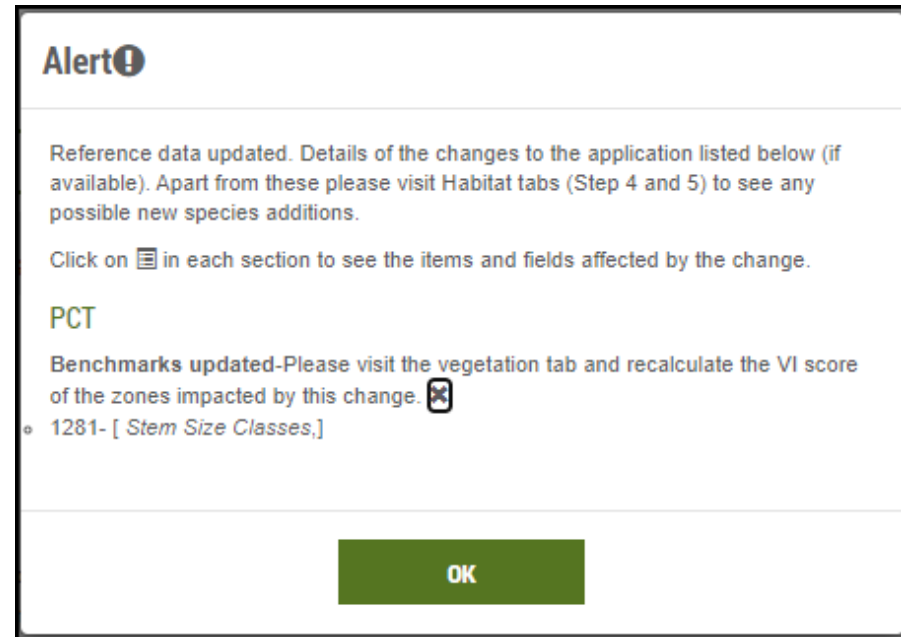 Alert
Reference data updated. Details of the changes to the application listed below (if
available). Apart from these please visit Habitat tabs (Step 4 and 5) to see any
possible new species additions.
Click on in each section to see the items and fields affected by the change.
PCT
Benchmarks updated-Please visit the vegetation tab and recalculate the VI score
of the zones impacted by this change.
1281- [ Stem Size Classes,]
OK